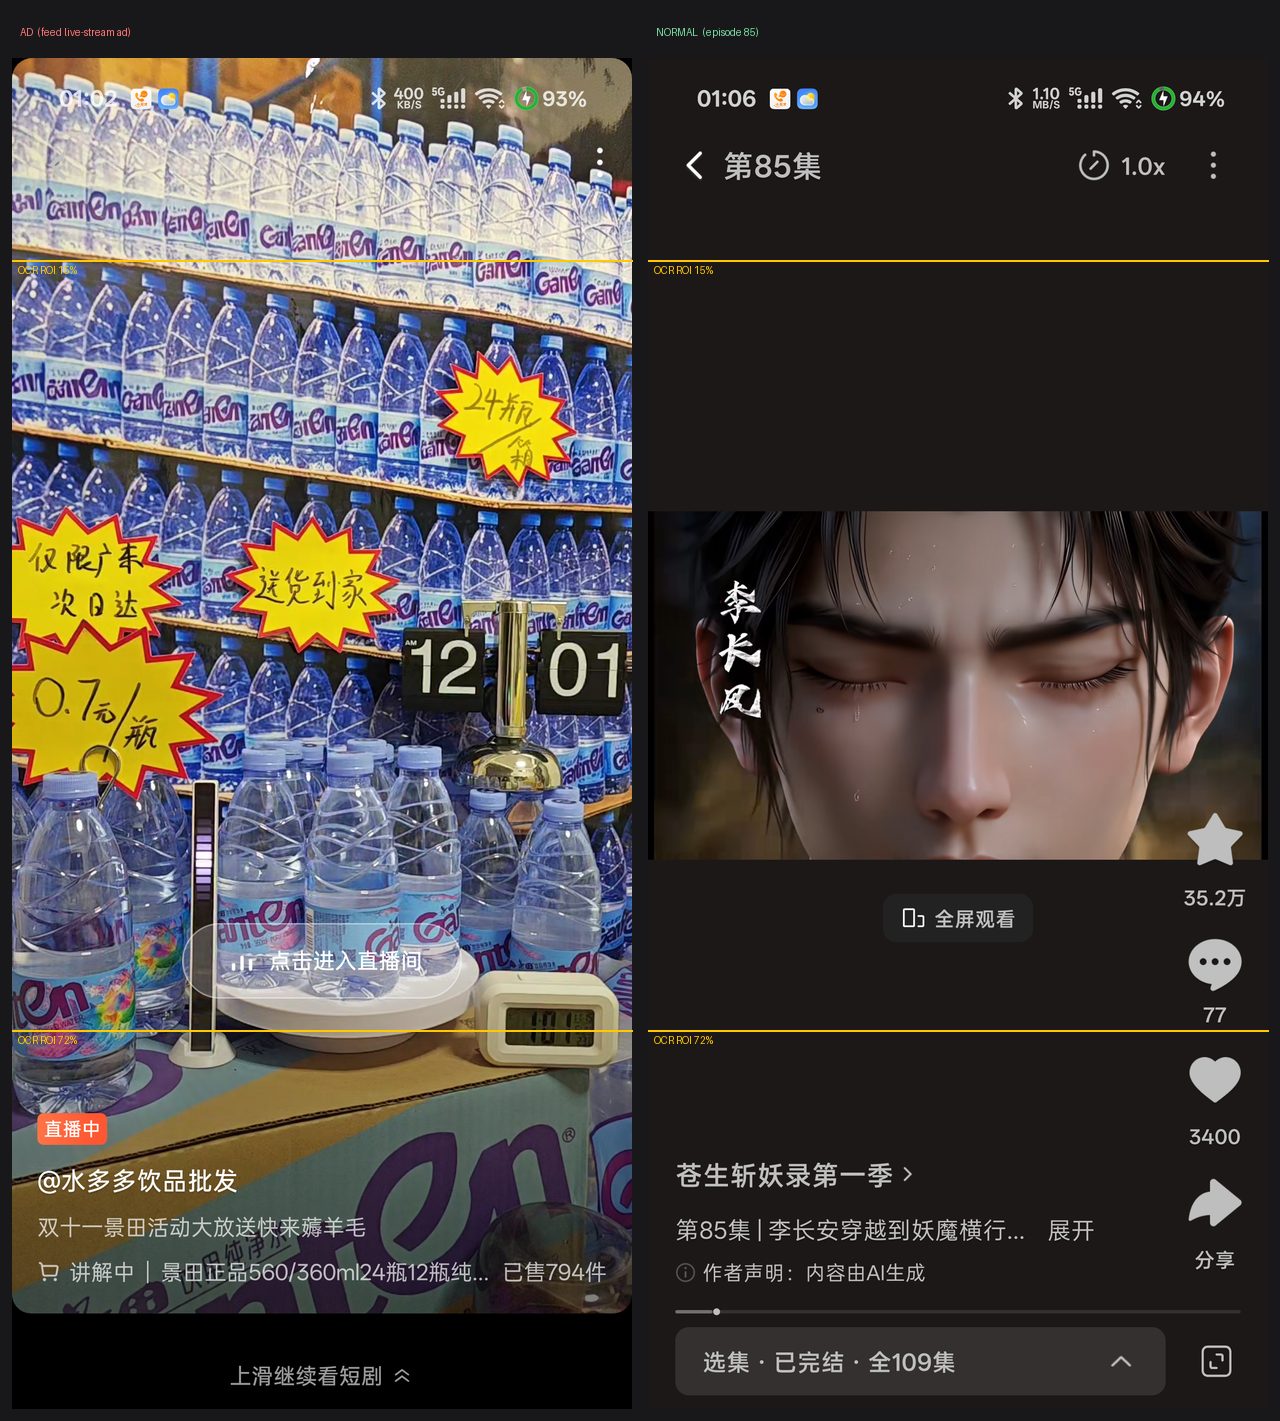 AD (feed live-stream ad)
01:02
400 KB/S
5G
93%
OCR ROI 15%
24瓶/箱
仅限广东
次日达
送货到家
0.7元/瓶
AM
12
01
点击进入直播间
OCR ROI 72%
直播中
@水多多饮品批发
双十一景田活动大放送快来薅羊毛
讲解中 | 景田正品560/360ml24瓶12瓶纯... 已售794件
上滑继续看短剧
NORMAL (episode 85)
01:06
1.10 MB/S
5G
94%
第85集
1.0x
OCR ROI 15%
李长风
35.2万
全屏观看
77
OCR ROI 72%
3400
苍生斩妖录第一季
第85集 | 李长安穿越到妖魔横行... 展开
分享
作者声明：内容由AI生成
选集 · 已完结 · 全109集